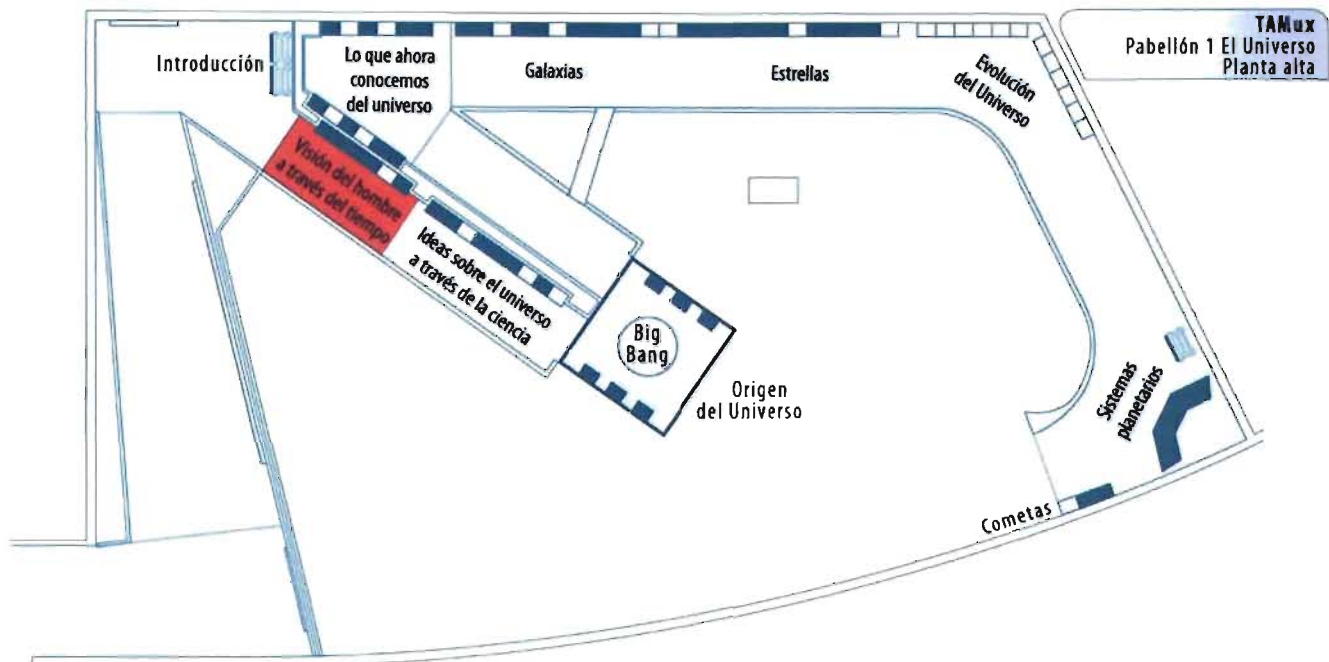 TAMux
Pabellón 1 El Universo
Planta alta
Introducción
Lo que ahora
conocemos
del universo
Galaxias
Estrellas
Evolución
del Universo
Visión del hombre
a través del tiempo
Ideas sobre el universo
a través de la ciencia
Big
Bang
Origen
del Universo
Sistemas
planetarios
Cometas